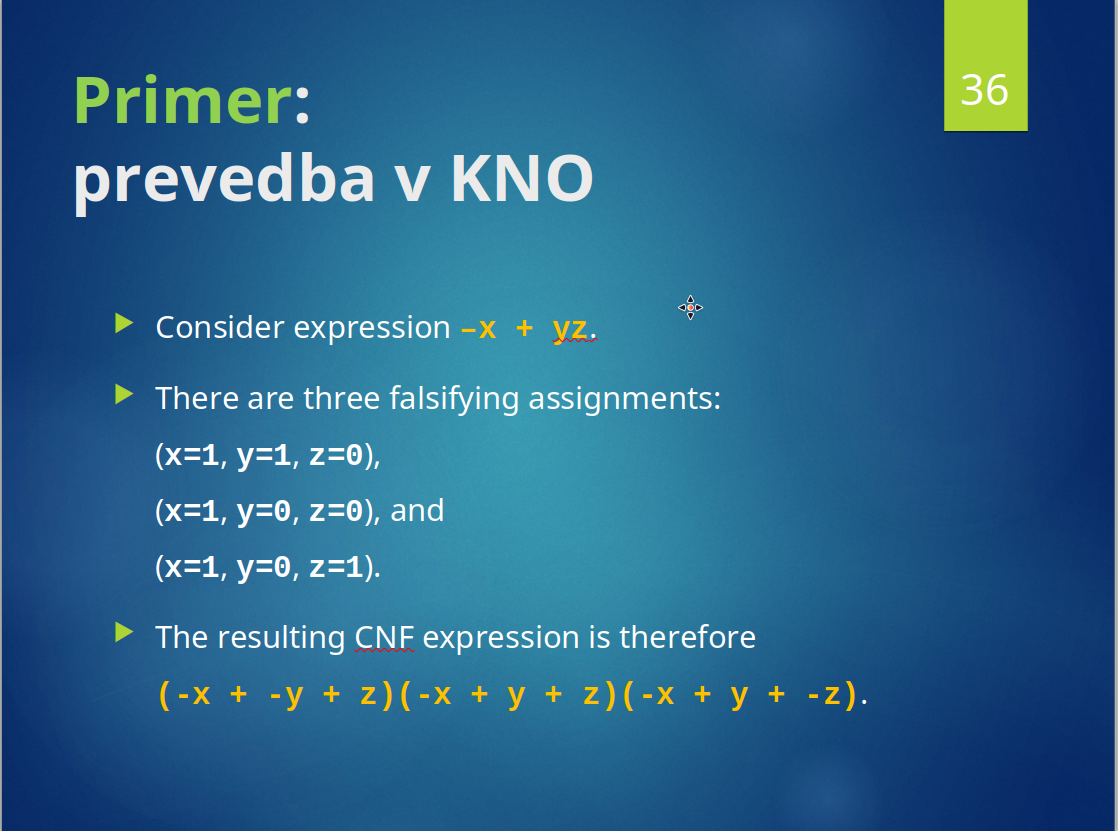 36
Primer:
prevedba v KNO
Consider expression –x + yz.
There are three falsifying assignments:
(x=1, y=1, z=0),
(x=1, y=0, z=0), and
(x=1, y=0, z=1).
The resulting CNF expression is therefore
(-x + -y + z)(-x + y + z)(-x + y + -z).